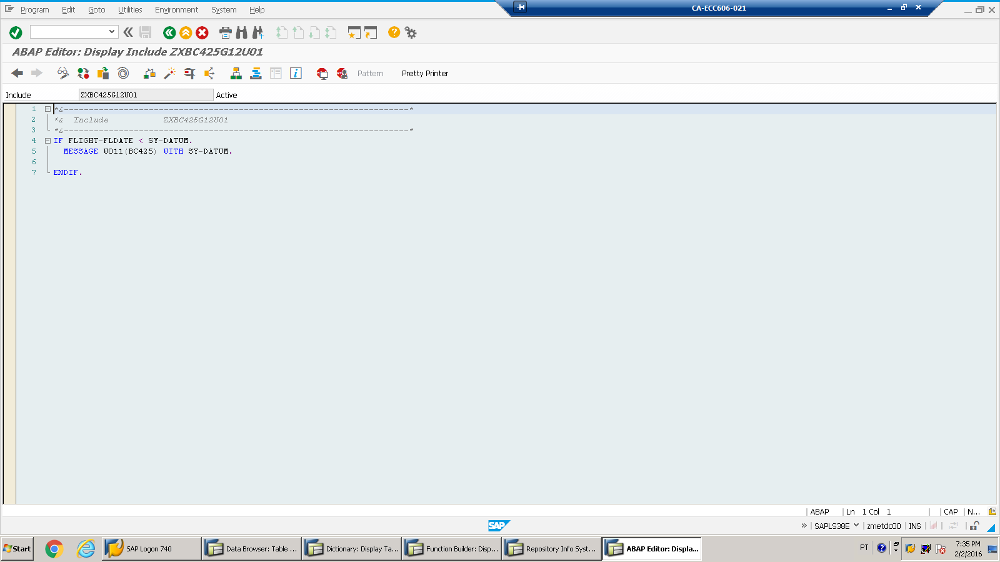 Program Edit Goto Utilities Environment System Help
CA-ECC606-021
ABAP Editor: Display Include ZXBC425G12U01
Pattern Pretty Printer
Include ZXBC425G12U01 Active
1 *&---------------------------------------------------------------------*
2 *&  Include           ZXBC425G12U01
3 *&---------------------------------------------------------------------*
4 IF FLIGHT-FLDATE < SY-DATUM.
5   MESSAGE W011(BC425) WITH SY-DATUM.
6
7 ENDIF.
ABAP Ln 1 Col 1 CAP N...
SAP » SAPLS38E zmetdc00 INS
Start SAP Logon 740 Data Browser: Table ... Dictionary: Display Ta... Function Builder: Disp... Repository Info Syst... ABAP Editor: Displa... PT 7:35 PM
2/2/2016